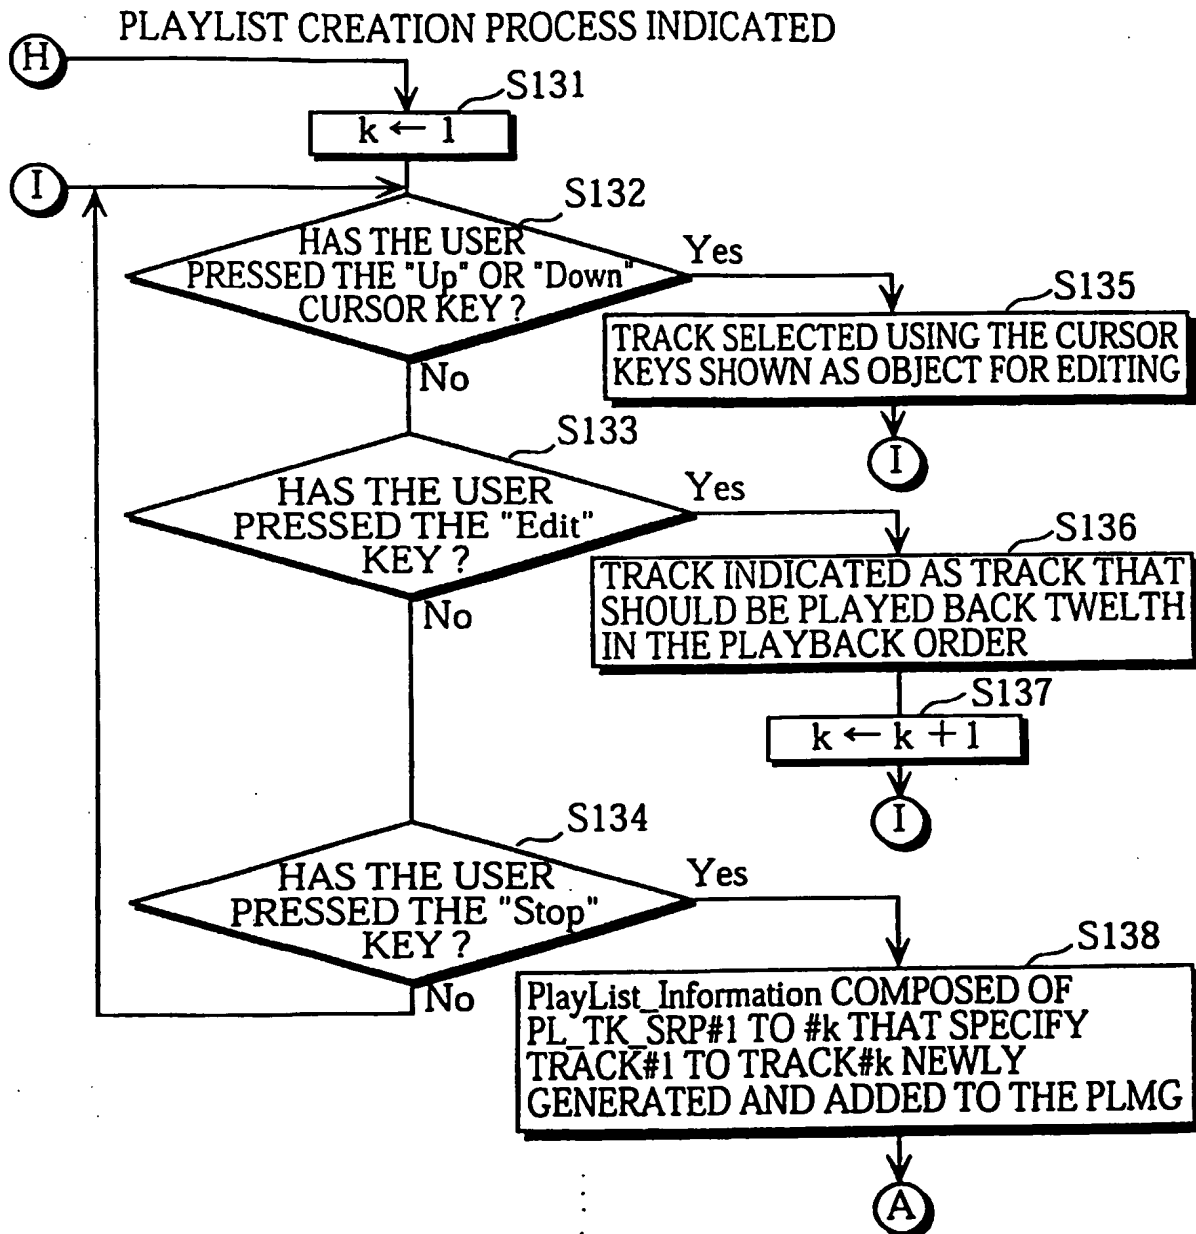 PLAYLIST CREATION PROCESS INDICATED
H
S131
k ← 1
I
S132
HAS THE USER
PRESSED THE "Up" OR "Down"
CURSOR KEY ?
Yes
No
S135
TRACK SELECTED USING THE CURSOR
KEYS SHOWN AS OBJECT FOR EDITING
I
S133
HAS THE USER
PRESSED THE "Edit"
KEY ?
Yes
No
S136
TRACK INDICATED AS TRACK THAT
SHOULD BE PLAYED BACK TWELTH
IN THE PLAYBACK ORDER
S137
k ← k + 1
I
S134
HAS THE USER
PRESSED THE "Stop"
KEY ?
Yes
No
S138
PlayList_Information COMPOSED OF
PL_TK_SRP#1 TO #k THAT SPECIFY
TRACK#1 TO TRACK#k NEWLY
GENERATED AND ADDED TO THE PLMG
A